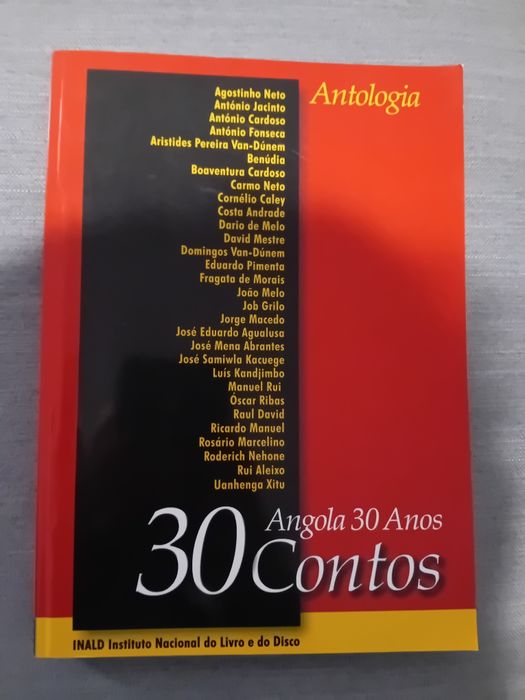 Antologia
Agostinho Neto
António Jacinto
António Cardoso
António Fonseca
Aristides Pereira Van-Dúnem
Benúdia
Boaventura Cardoso
Carmo Neto
Cornélio Caley
Costa Andrade
Dario de Melo
David Mestre
Domingos Van-Dúnem
Eduardo Pimenta
Fragata de Morais
João Melo
Job Grilo
Jorge Macedo
José Eduardo Agualusa
José Mena Abrantes
José Samiwla Kacuege
Luís Kandjimbo
Manuel Rui
Óscar Ribas
Raul David
Ricardo Manuel
Rosário Marcelino
Roderich Nehone
Rui Aleixo
Uanhenga Xitu
Angola 30 Anos
30 Contos
INALD Instituto Nacional do Livro e do Disco